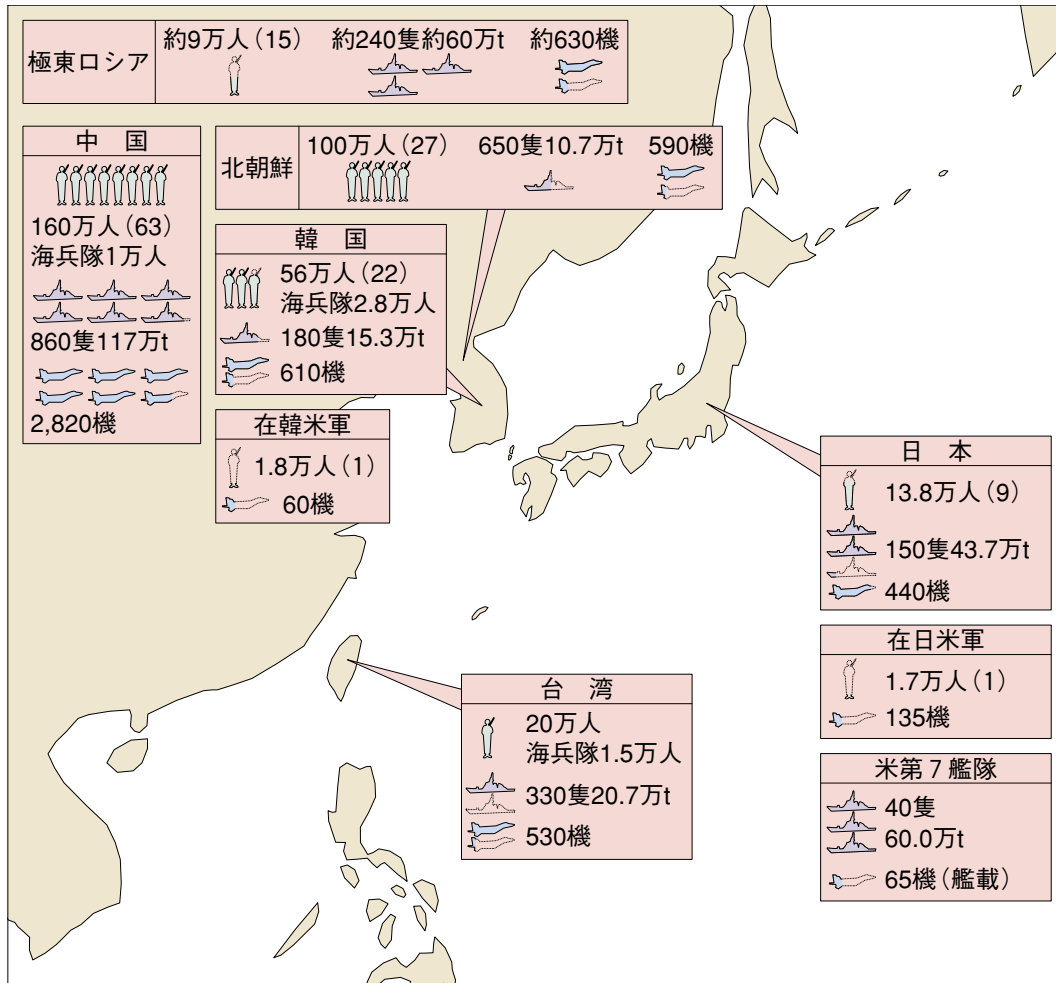 極東ロシア
約9万人（15）
約240隻約60万t
約630機
中　国
160万人（63）
海兵隊1万人
860隻117万t
2,820機
北朝鮮
100万人（27）
650隻10.7万t
590機
韓　国
56万人（22）
海兵隊2.8万人
180隻15.3万t
610機
在韓米軍
1.8万人（1）
60機
日　本
13.8万人（9）
150隻43.7万t
440機
在日米軍
1.7万人（1）
135機
台　湾
20万人
海兵隊1.5万人
330隻20.7万t
530機
米第７艦隊
40隻
60.0万t
65機（艦載）